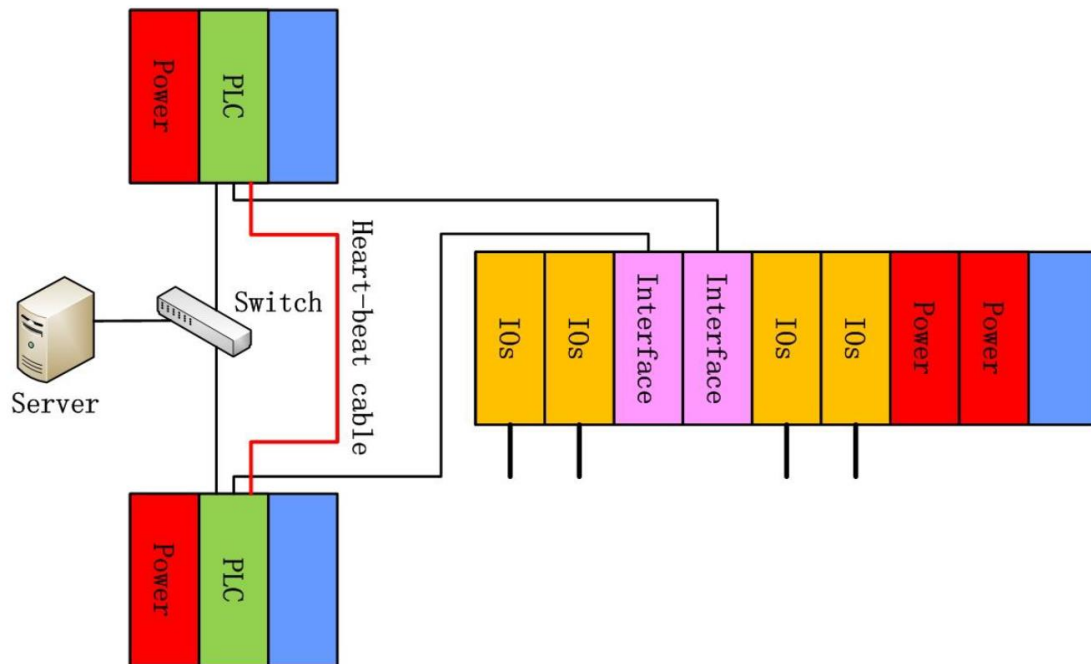 Power
PLC
Heart-beat cable
Switch
Server
IOs
IOs
Interface
Interface
IOs
IOs
Power
Power
Power
PLC